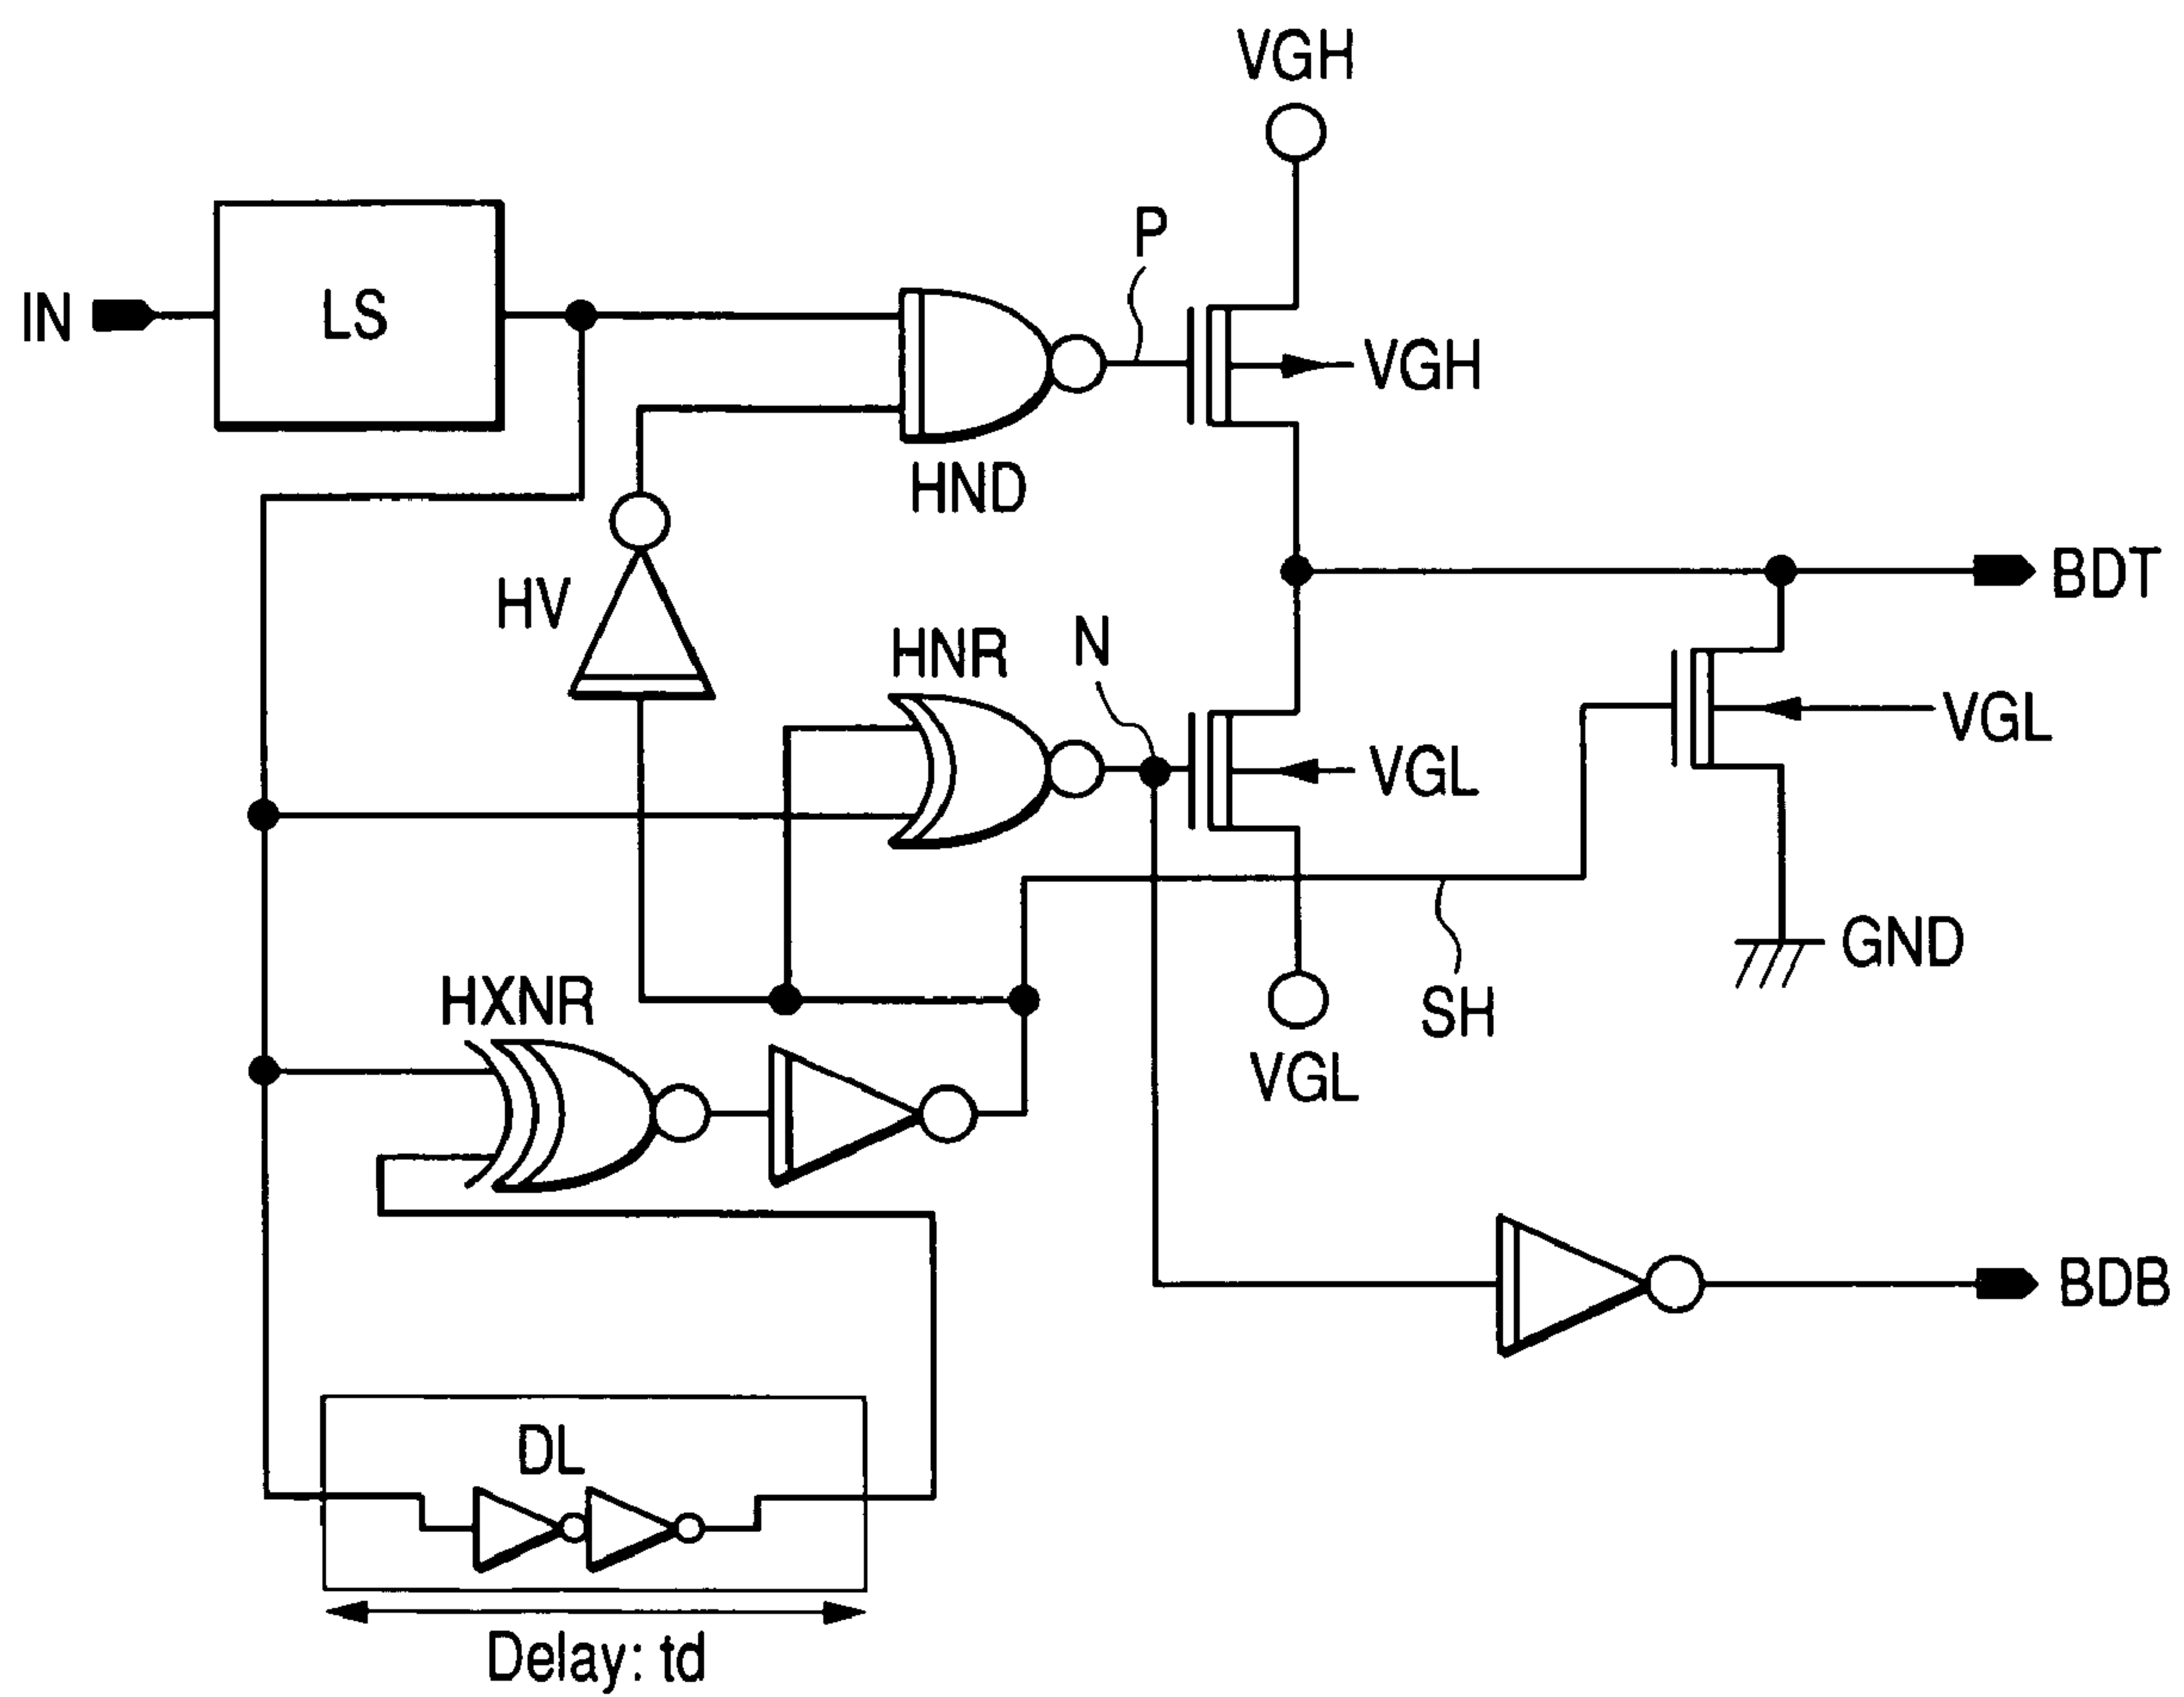 VGH
P
IN
LS
VGH
HND
BDT
HV
HNR
N
VGL
VGL
GND
HXNR
SH
VGL
BDB
DL
Delay: td